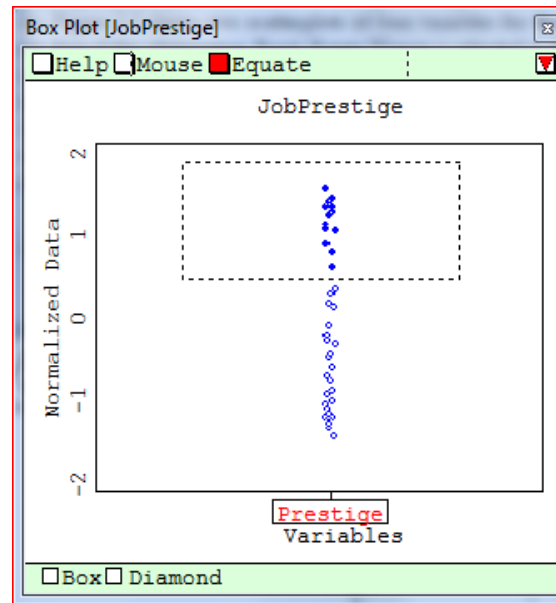 Box Plot [JobPrestige]
Help Mouse Equate
JobPrestige
2
1
0
-1
-2
Normalized Data
Prestige
Variables
Box Diamond